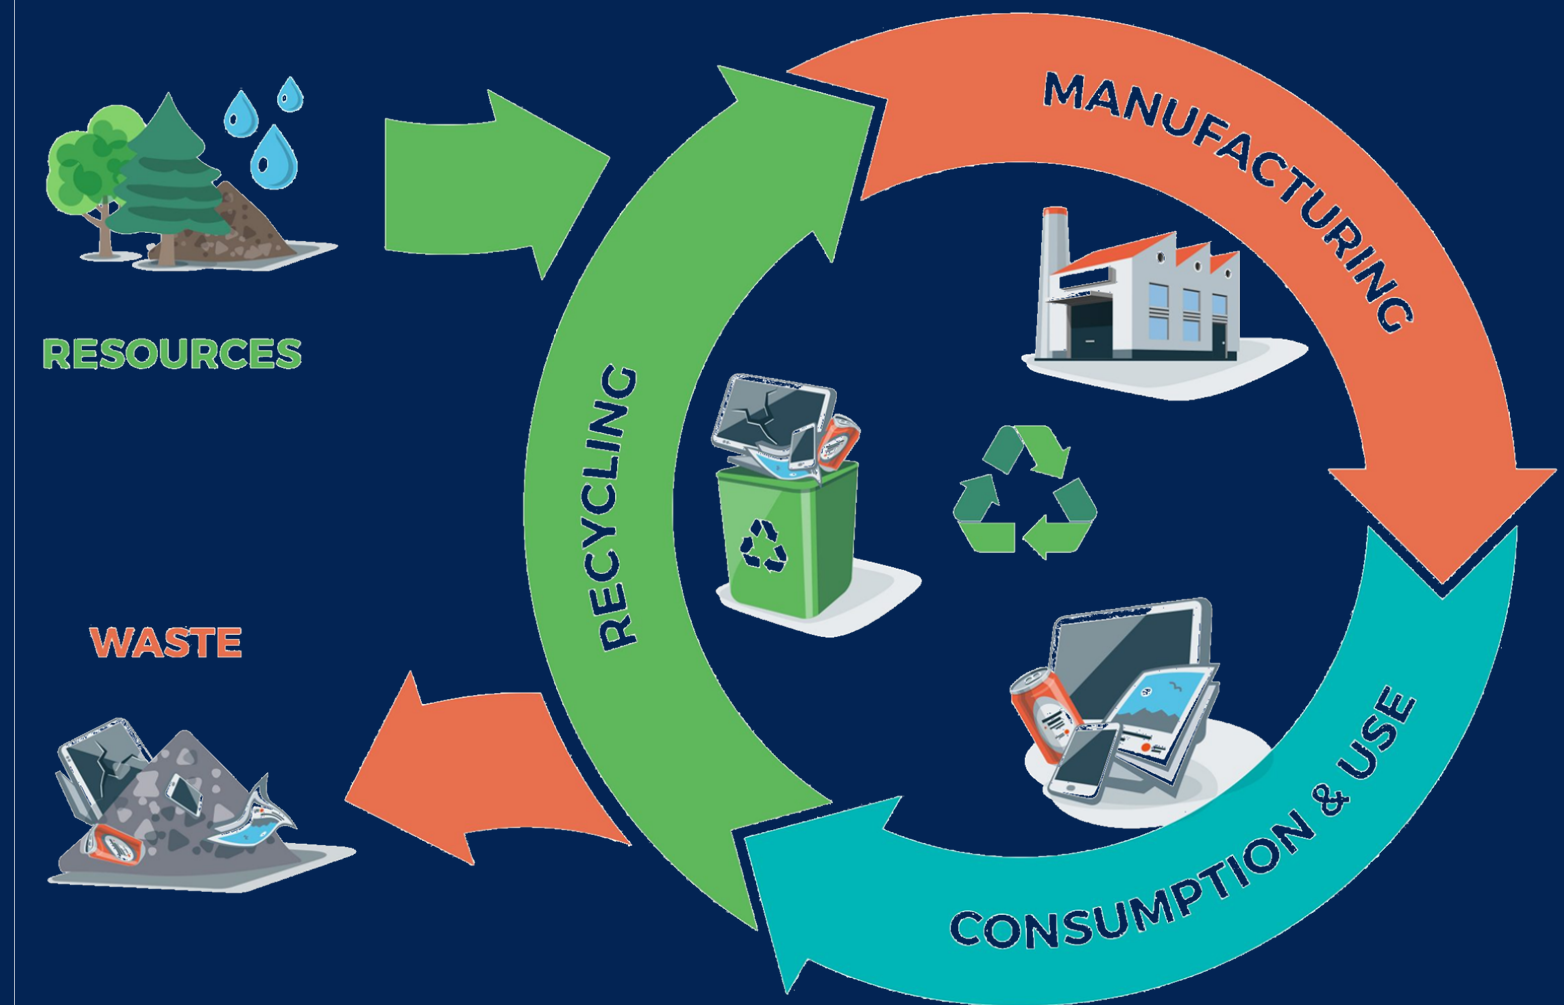 MANUFACTURING
RESOURCES
RECYCLING
WASTE
CONSUMPTION & USE